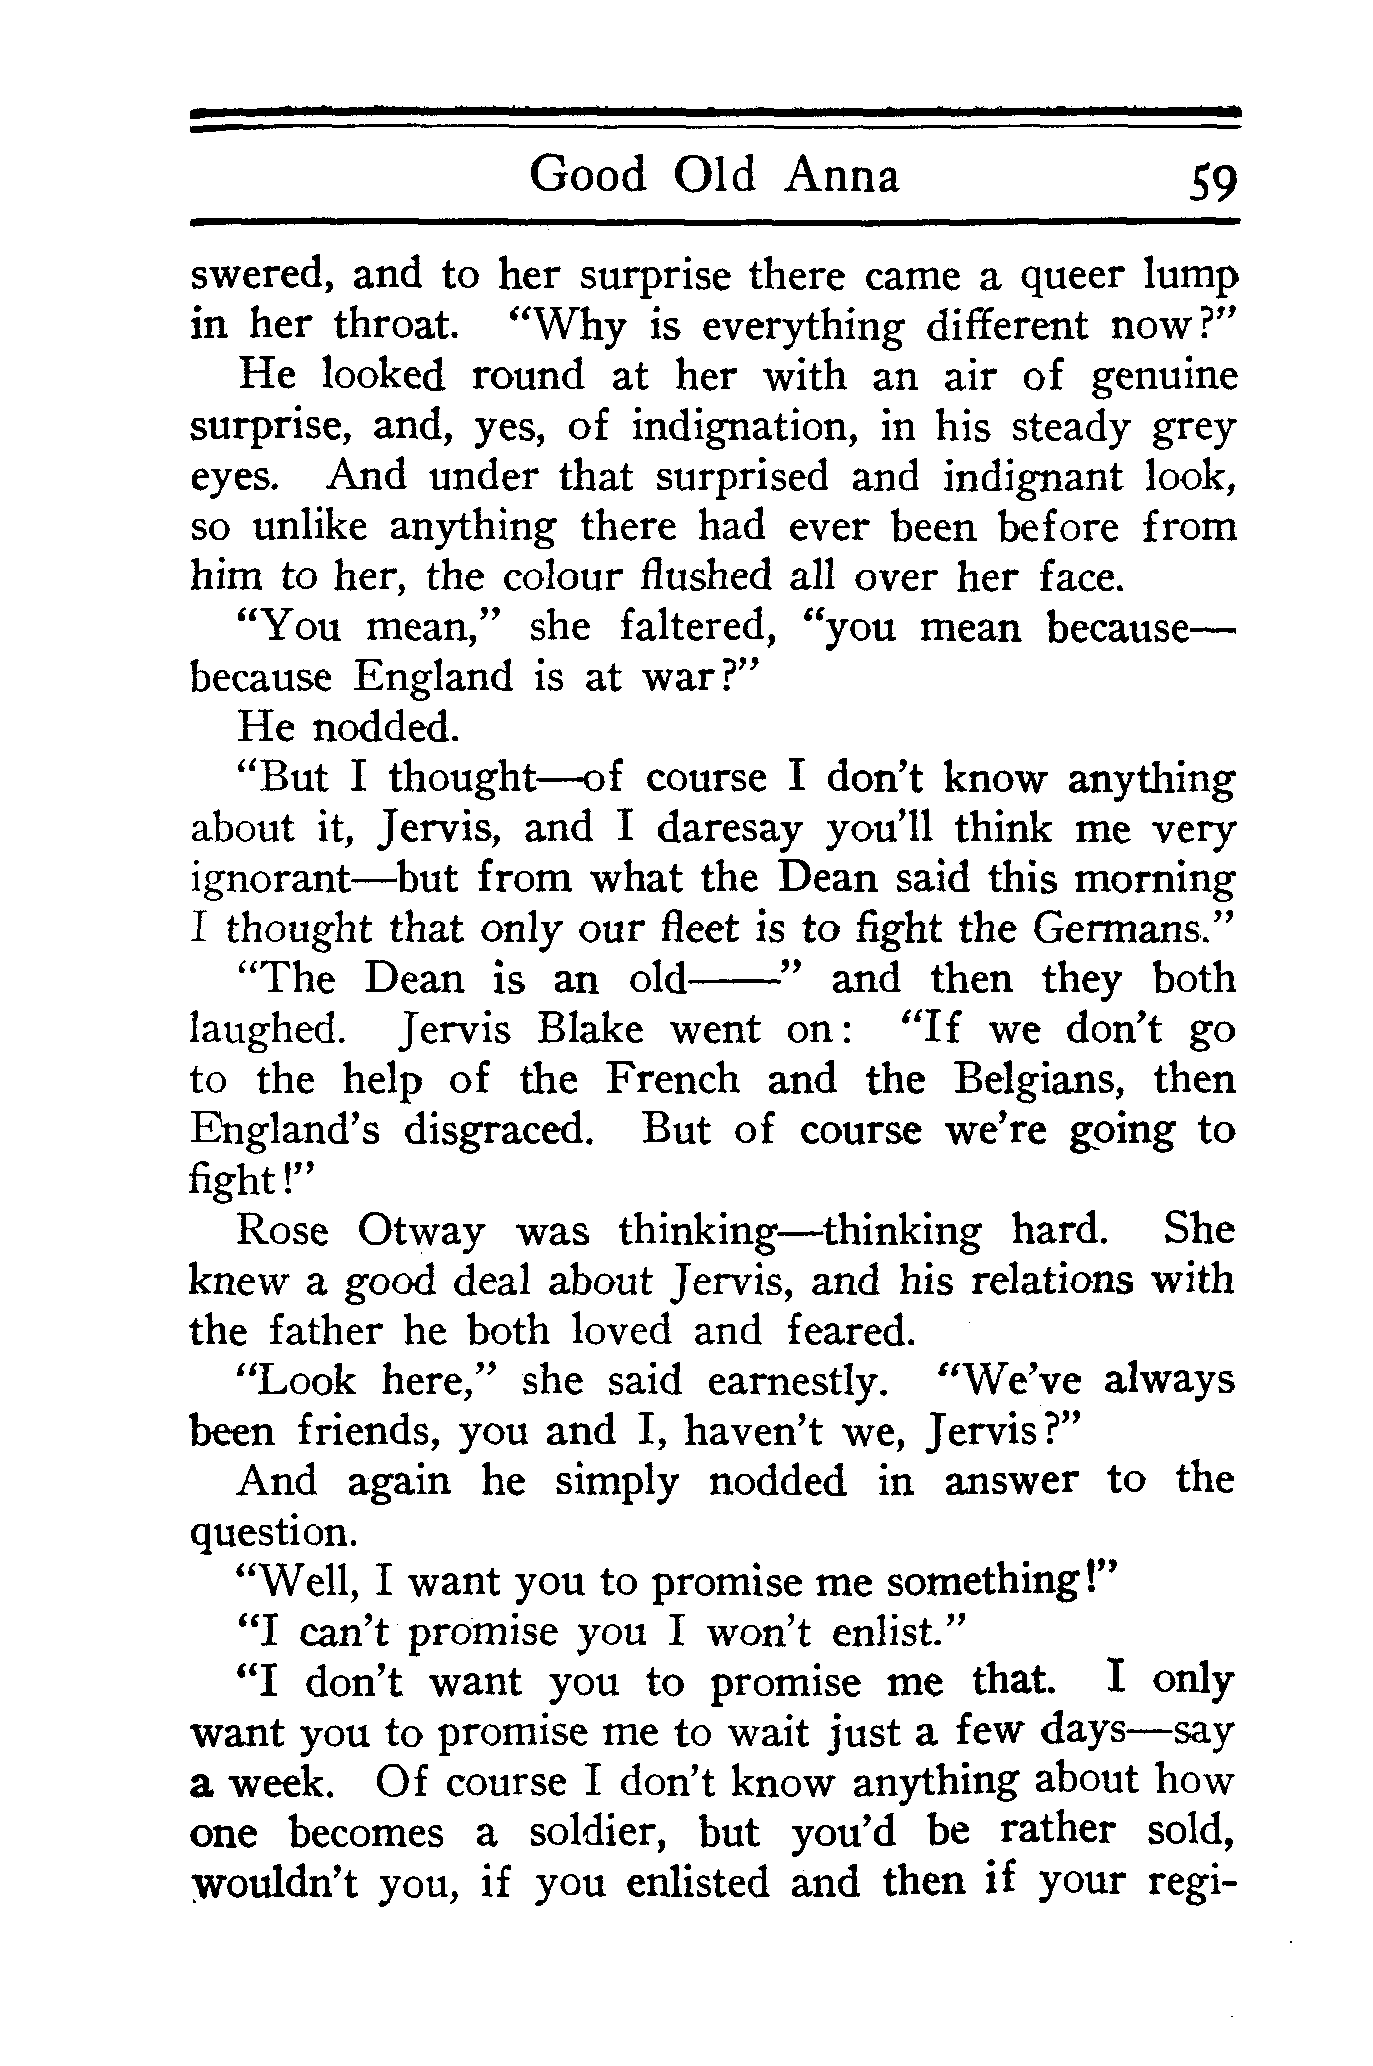 Good Old Anna 59
swered, and to her surprise there came a queer lump
in her throat. “Why is everything different now?”
He looked round at her with an air of genuine
surprise, and, yes, of indignation, in his steady grey
eyes. And under that surprised and indignant look,
so unlike anything there had ever been before from
him to her, the colour flushed all over her face.
“You mean,” she faltered, “you mean because—
because England is at war?”
He nodded.
“But I thought—of course I don’t know anything
about it, Jervis, and I daresay you’ll think me very
ignorant—but from what the Dean said this morning
I thought that only our fleet is to fight the Germans.”
“The Dean is an old——” and then they both
laughed. Jervis Blake went on: “If we don’t go
to the help of the French and the Belgians, then
England’s disgraced. But of course we’re going to
fight!”
Rose Otway was thinking—thinking hard. She
knew a good deal about Jervis, and his relations with
the father he both loved and feared.
“Look here,” she said earnestly. “We’ve always
been friends, you and I, haven’t we, Jervis?”
And again he simply nodded in answer to the
question.
“Well, I want you to promise me something!”
“I can’t promise you I won’t enlist.”
“I don’t want you to promise me that. I only
want you to promise me to wait just a few days—say
a week. Of course I don’t know anything about how
one becomes a soldier, but you’d be rather sold,
wouldn’t you, if you enlisted and then if your regi-